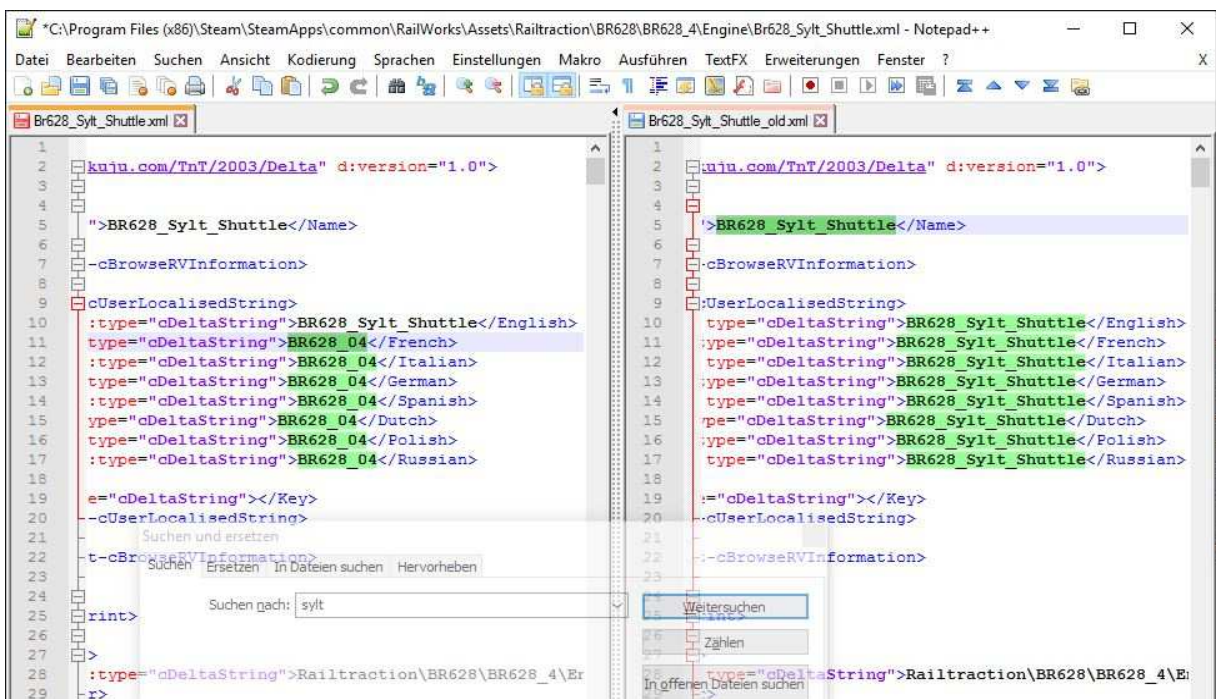 *C:\Program Files (x86)\Steam\SteamApps\common\RailWorks\Assets\Railtraction\BR628\BR628_4\Engine\Br628_Sylt_Shuttle.xml - Notepad++
Datei Bearbeiten Suchen Ansicht Kodierung Sprachen Einstellungen Makro Ausführen TextFX Erweiterungen Fenster ? X
Br628_Sylt_Shuttle.xml
1
2 kuju.com/TnT/2003/Delta" d:version="1.0">
3
4
5 ">BR628_Sylt_Shuttle</Name>
6
7 -cBrowseRVInformation>
8
9 cUserLocalisedString>
10 :type="cDeltaString">BR628_Sylt_Shuttle</English>
11 type="cDeltaString">BR628_04</French>
12 :type="cDeltaString">BR628_04</Italian>
13 type="cDeltaString">BR628_04</German>
14 :type="cDeltaString">BR628_04</Spanish>
15 ype="cDeltaString">BR628_04</Dutch>
16 type="cDeltaString">BR628_04</Polish>
17 :type="cDeltaString">BR628_04</Russian>
18
19 e="cDeltaString"></Key>
20 -cUserLocalisedString>
21
22 t-cBrowseRVInformation>
23
24
25 rint>
26
27 >
28 :type="cDeltaString">Railtraction\BR628\BR628_4\Er
29 r>
Br628_Sylt_Shuttle_old.xml
1
2 uju.com/TnT/2003/Delta" d:version="1.0">
3
4
5 '>BR628_Sylt_Shuttle</Name>
6
7 -cBrowseRVInformation>
8
9 :UserLocalisedString>
10 type="cDeltaString">BR628_Sylt_Shuttle</English>
11 :ype="cDeltaString">BR628_Sylt_Shuttle</French>
12 type="cDeltaString">BR628_Sylt_Shuttle</Italian>
13 :ype="cDeltaString">BR628_Sylt_Shuttle</German>
14 type="cDeltaString">BR628_Sylt_Shuttle</Spanish>
15 pe="cDeltaString">BR628_Sylt_Shuttle</Dutch>
16 :ype="cDeltaString">BR628_Sylt_Shuttle</Polish>
17 type="cDeltaString">BR628_Sylt_Shuttle</Russian>
18
19 :="cDeltaString"></Key>
20 -cUserLocalisedString>
21
22 :-cBrowseRVInformation>
23
26
28 type="cDeltaString">Railtraction\BR628\BR628_4\E
Suchen und ersetzen
Suchen Ersetzen In Dateien suchen Hervorheben
Suchen nach: sylt
Weitersuchen
Zählen
In offenen Dateien suchen